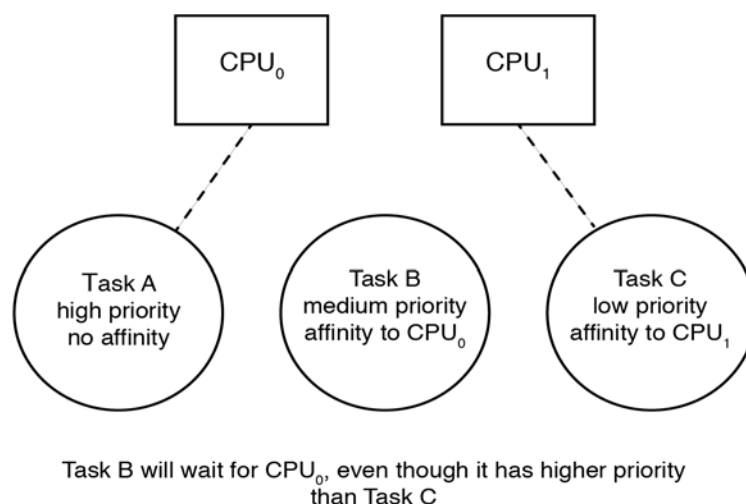 CPU₀
CPU₁
Task A
high priority
no affinity
Task B
medium priority
affinity to CPU₀
Task C
low priority
affinity to CPU₁
Task B will wait for CPU₀, even though it has higher priority
than Task C